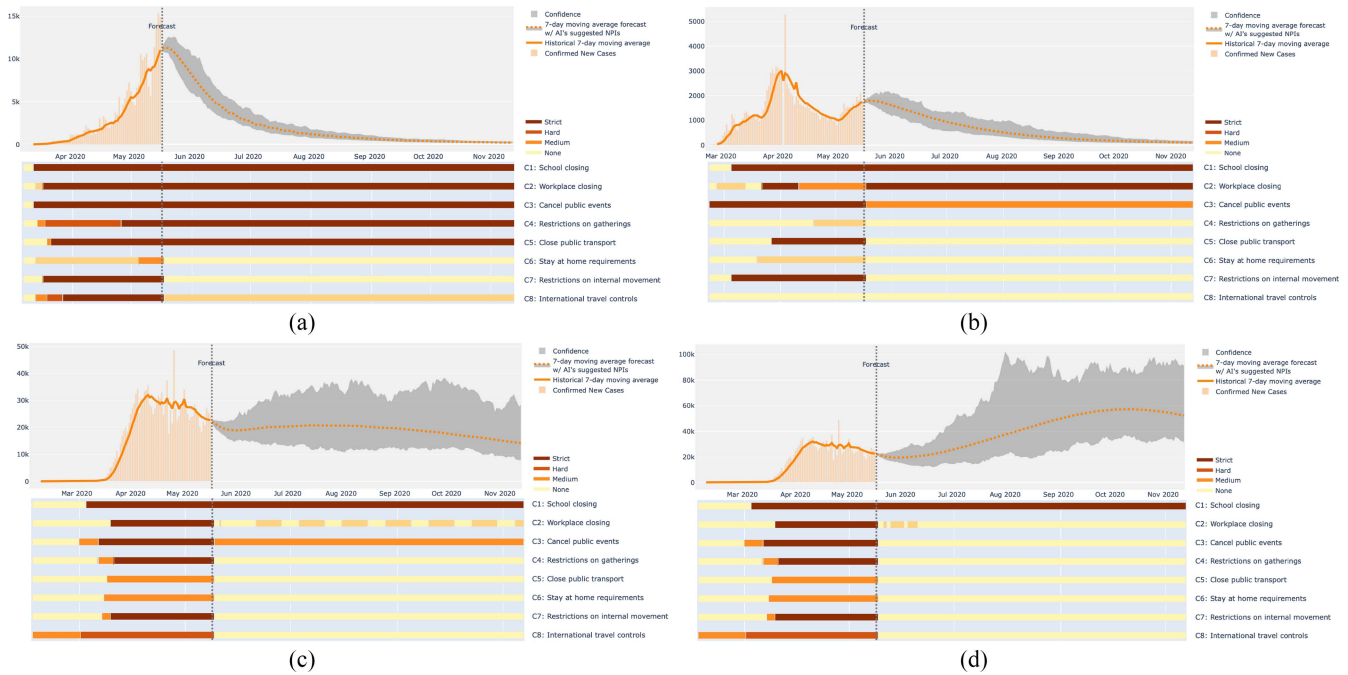 15k
10k
5k
0
Forecast
Apr 2020 May 2020 Jun 2020 Jul 2020 Aug 2020 Sep 2020 Oct 2020 Nov 2020
Confidence
7-day moving average forecast
w/ AI's suggested NPIs
Historical 7-day moving average
Confirmed New Cases
Strict
Hard
Medium
None
C1: School closing
C2: Workplace closing
C3: Cancel public events
C4: Restrictions on gatherings
C5: Close public transport
C6: Stay at home requirements
C7: Restrictions on internal movement
C8: International travel controls
(a)
5000
4000
3000
2000
1000
0
Forecast
Mar 2020 Apr 2020 May 2020 Jun 2020 Jul 2020 Aug 2020 Sep 2020 Oct 2020 Nov 2020
Confidence
7-day moving average forecast
w/ AI's suggested NPIs
Historical 7-day moving average
Confirmed New Cases
Strict
Hard
Medium
None
C1: School closing
C2: Workplace closing
C3: Cancel public events
C4: Restrictions on gatherings
C5: Close public transport
C6: Stay at home requirements
C7: Restrictions on internal movement
C8: International travel controls
(b)
50k
40k
30k
20k
10k
0
Forecast
Mar 2020 Apr 2020 May 2020 Jun 2020 Jul 2020 Aug 2020 Sep 2020 Oct 2020 Nov 2020
Confidence
7-day moving average forecast
w/ AI's suggested NPIs
Historical 7-day moving average
Confirmed New Cases
Strict
Hard
Medium
None
C1: School closing
C2: Workplace closing
C3: Cancel public events
C4: Restrictions on gatherings
C5: Close public transport
C6: Stay at home requirements
C7: Restrictions on internal movement
C8: International travel controls
(c)
100k
80k
60k
40k
20k
0
Forecast
Mar 2020 Apr 2020 May 2020 Jun 2020 Jul 2020 Aug 2020 Sep 2020 Oct 2020 Nov 2020
Confidence
7-day moving average forecast
w/ AI's suggested NPIs
Historical 7-day moving average
Confirmed New Cases
Strict
Hard
Medium
None
C1: School closing
C2: Workplace closing
C3: Cancel public events
C4: Restrictions on gatherings
C5: Close public transport
C6: Stay at home requirements
C7: Restrictions on internal movement
C8: International travel controls
(d)